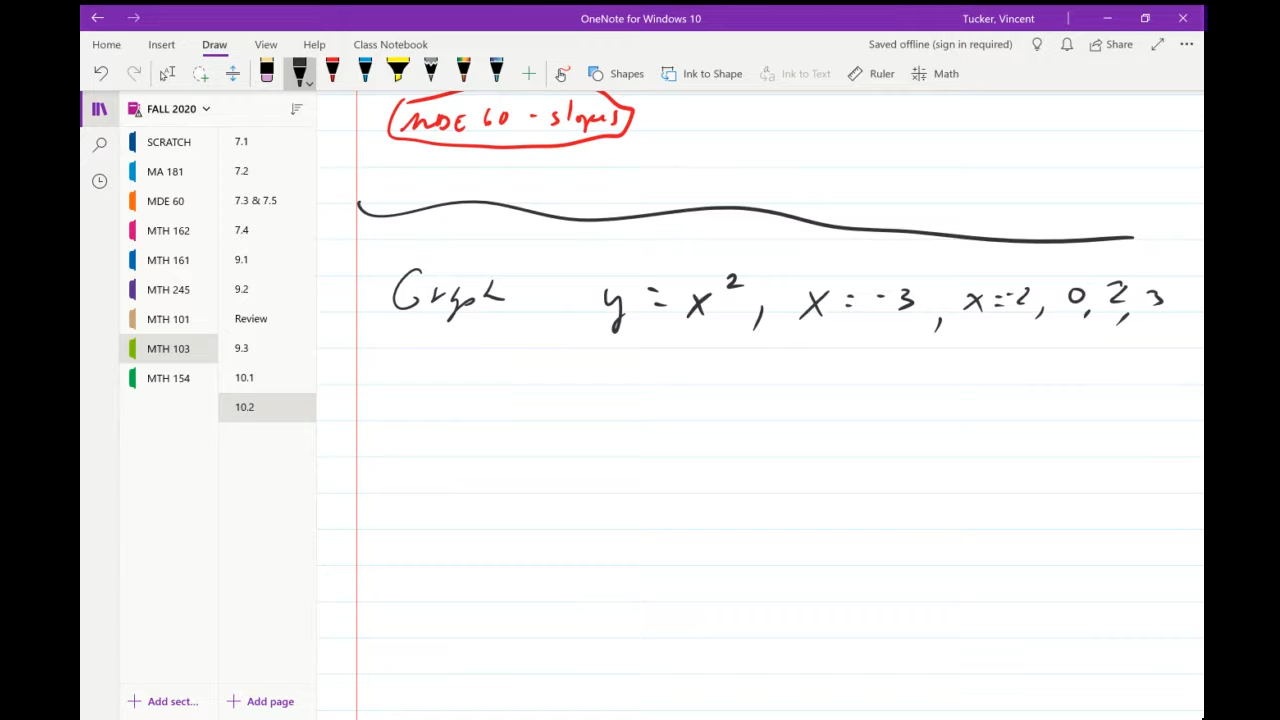 OneNote for Windows 10
Tucker, Vincent
Home Insert Draw View Help Class Notebook
Saved offline (sign in required) Share
Shapes Ink to Shape Ink to Text Ruler Math
FALL 2020
SCRATCH
MA 181
MDE 60
MTH 162
MTH 161
MTH 245
MTH 101
MTH 103
MTH 154
7.1
7.2
7.3 & 7.5
7.4
9.1
9.2
Review
9.3
10.1
10.2
Add sect...
Add page
MDE 60 - slopes
Graph y = x², x = -3, x = -2, 0, 2, 3